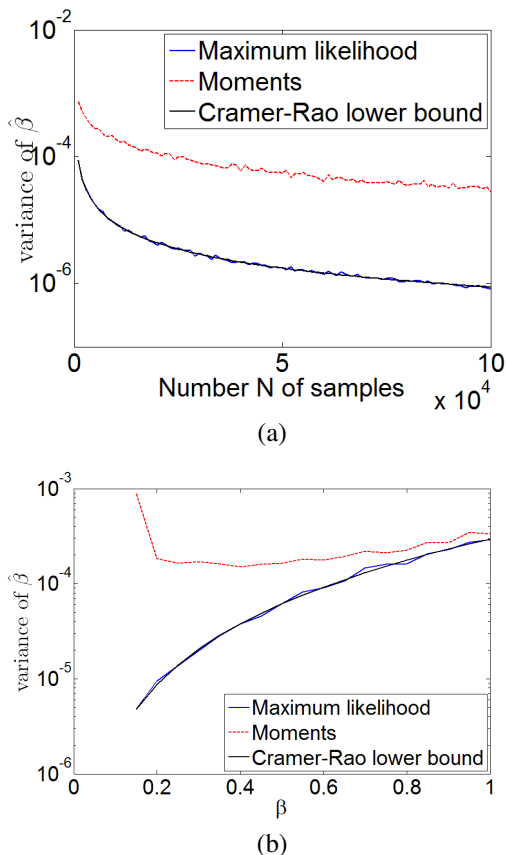 10^-2
Maximum likelihood
Moments
Cramer-Rao lower bound
variance of β̂
10^-4
10^-6
0 5 10
Number N of samples
x 10^4
(a)
10^-3
variance of β̂
10^-4
10^-5
Maximum likelihood
Moments
Cramer-Rao lower bound
10^-6
0 0.2 0.4 0.6 0.8 1
β
(b)